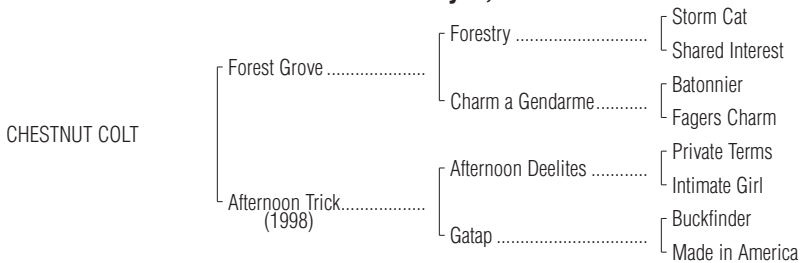 Storm Cat
Forestry ............................
Shared Interest
Forest Grove .....................
Batonnier
Charm a Gendarme...........
Fagers Charm
CHESTNUT COLT
Private Terms
Afternoon Deelites ............
Intimate Girl
Afternoon Trick..................
(1998)
Buckfinder
Gatap ................................
Made in America